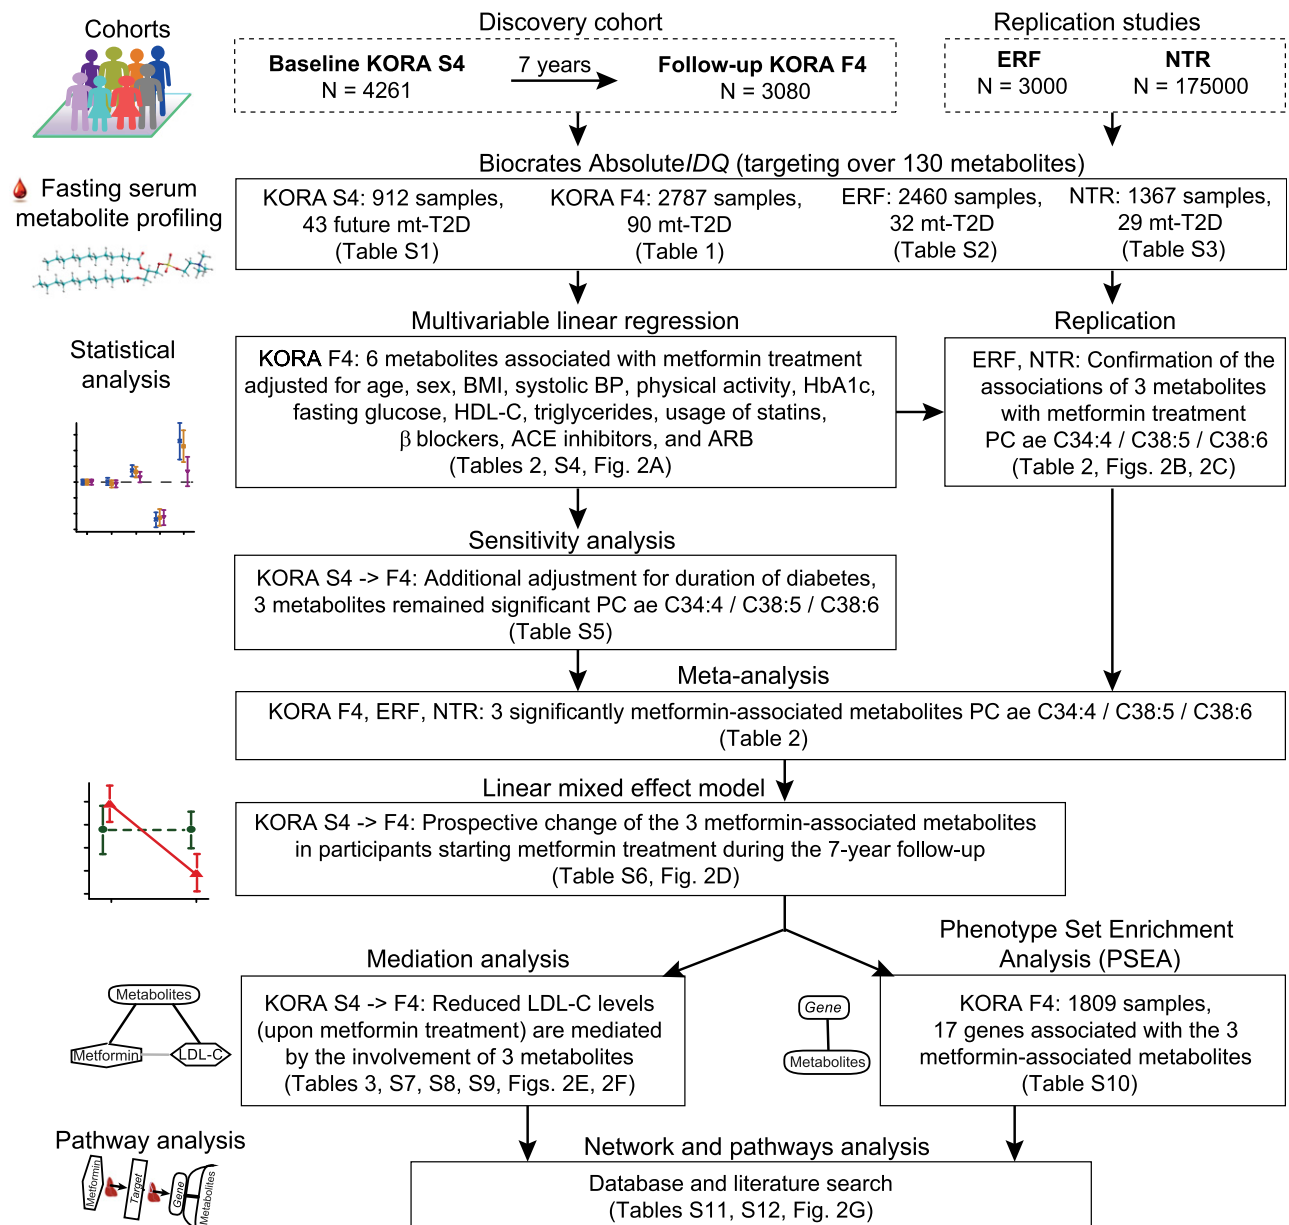 Cohorts
Discovery cohort
Replication studies
Baseline KORA S4
N = 4261
7 years
Follow-up KORA F4
N = 3080
ERF
N = 3000
NTR
N = 175000
Fasting serum
metabolite profiling
Biocrates AbsoluteIDQ (targeting over 130 metabolites)
KORA S4: 912 samples,
43 future mt-T2D
(Table S1)
KORA F4: 2787 samples,
90 mt-T2D
(Table 1)
ERF: 2460 samples,
32 mt-T2D
(Table S2)
NTR: 1367 samples,
29 mt-T2D
(Table S3)
Statistical
analysis
Multivariable linear regression
KORA F4: 6 metabolites associated with metformin treatment
adjusted for age, sex, BMI, systolic BP, physical activity, HbA1c,
fasting glucose, HDL-C, triglycerides, usage of statins,
β blockers, ACE inhibitors, and ARB
(Tables 2, S4, Fig. 2A)
Replication
ERF, NTR: Confirmation of the
associations of 3 metabolites
with metformin treatment
PC ae C34:4 / C38:5 / C38:6
(Table 2, Figs. 2B, 2C)
Sensitivity analysis
KORA S4 -> F4: Additional adjustment for duration of diabetes,
3 metabolites remained significant PC ae C34:4 / C38:5 / C38:6
(Table S5)
Meta-analysis
KORA F4, ERF, NTR: 3 significantly metformin-associated metabolites PC ae C34:4 / C38:5 / C38:6
(Table 2)
Linear mixed effect model
KORA S4 -> F4: Prospective change of the 3 metformin-associated metabolites
in participants starting metformin treatment during the 7-year follow-up
(Table S6, Fig. 2D)
Mediation analysis
Metabolites
Metformin
LDL-C
KORA S4 -> F4: Reduced LDL-C levels
(upon metformin treatment) are mediated
by the involvement of 3 metabolites
(Tables 3, S7, S8, S9, Figs. 2E, 2F)
Phenotype Set Enrichment
Analysis (PSEA)
Gene
Metabolites
KORA F4: 1809 samples,
17 genes associated with the 3
metformin-associated metabolites
(Table S10)
Pathway analysis
Metformin
Target
Gene
Metabolites
Network and pathways analysis
Database and literature search
(Tables S11, S12, Fig. 2G)